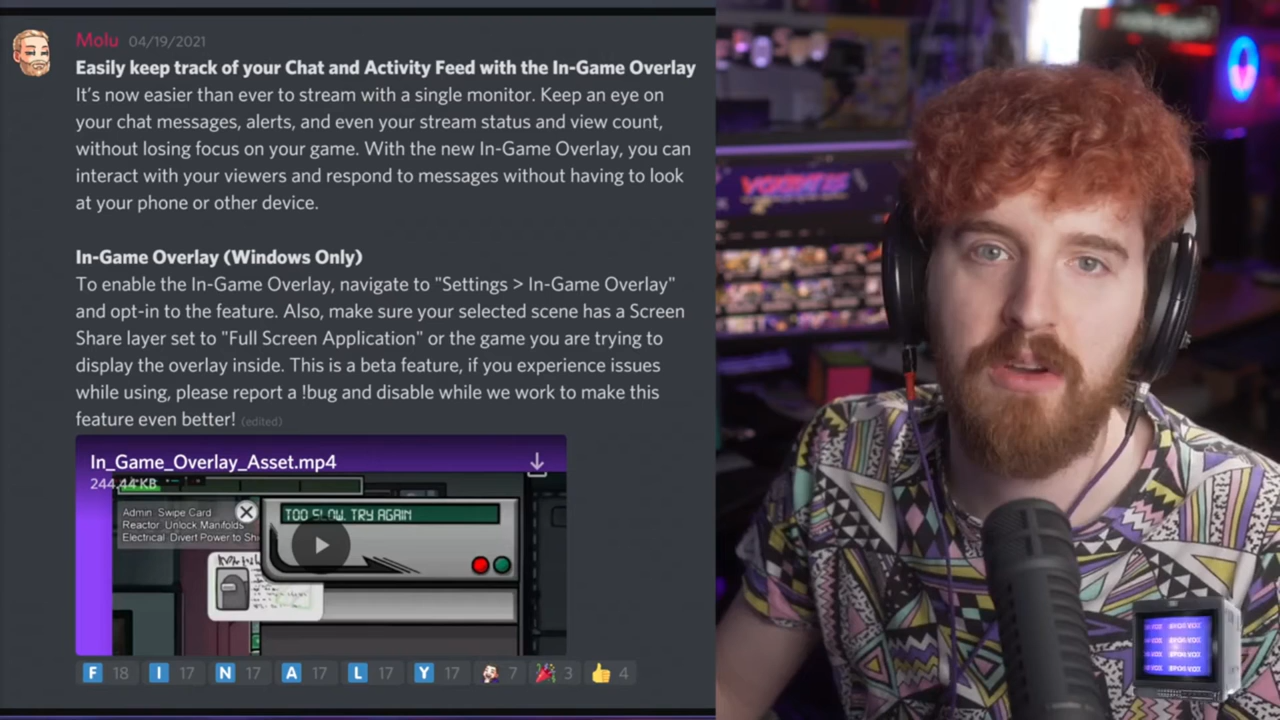 Molu 04/19/2021
Easily keep track of your Chat and Activity Feed with the In-Game Overlay
It's now easier than ever to stream with a single monitor. Keep an eye on
your chat messages, alerts, and even your stream status and view count,
without losing focus on your game. With the new In-Game Overlay, you can
interact with your viewers and respond to messages without having to look
at your phone or other device.
In-Game Overlay (Windows Only)
To enable the In-Game Overlay, navigate to "Settings > In-Game Overlay"
and opt-in to the feature. Also, make sure your selected scene has a Screen
Share layer set to "Full Screen Application" or the game you are trying to
display the overlay inside. This is a beta feature, if you experience issues
while using, please report a !bug and disable while we work to make this
feature even better! (edited)
In_Game_Overlay_Asset.mp4
244.44 KB
Admin Swipe Card
Reactor Unlock Manifolds
Electrical Divert Power to Sh
TOO SLOW. TRY AGAIN
F 18 I 17 N 17 A 17 L 17 Y 17 7 3 4